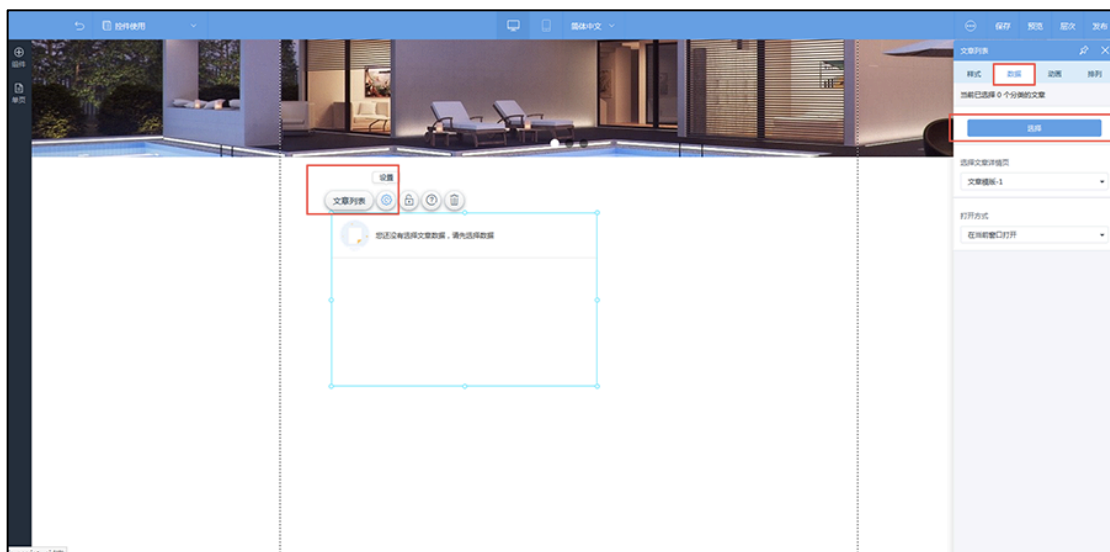 控件使用
简体中文
保存 预览 层次 发布
组件
单页
文章列表
样式 数据 动画 排列
当前已选择 0 个分类的文章
选择
选择文章详情页
文章模板-1
打开方式
在当前窗口打开
设置
文章列表
您还没有选择文章数据，请先选择数据